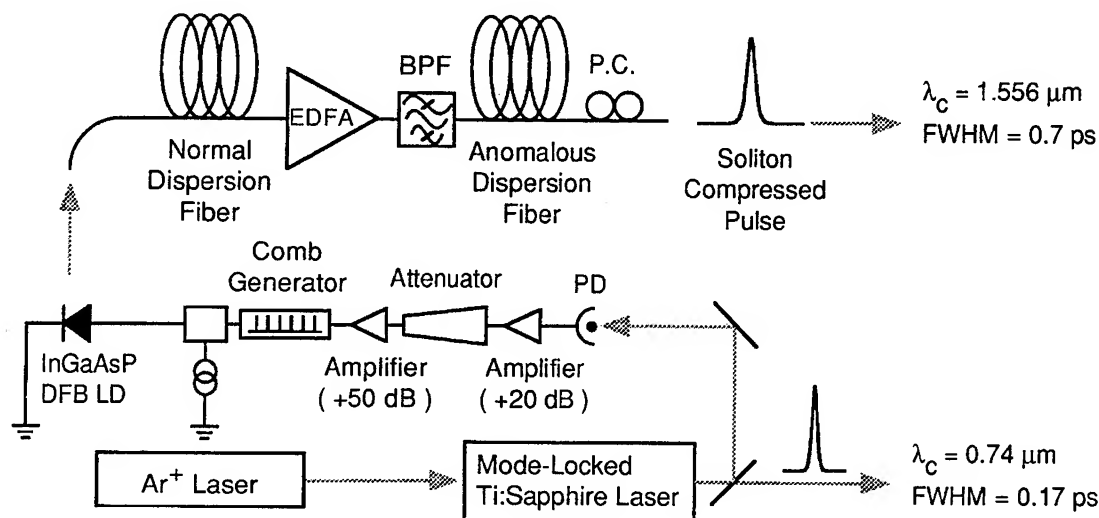 BPF
P.C.
EDFA
Normal
Dispersion
Fiber
Anomalous
Dispersion
Fiber
Soliton
Compressed
Pulse
λc = 1.556 μm
FWHM = 0.7 ps
Comb
Generator
Attenuator
PD
InGaAsP
DFB LD
Amplifier
( +50 dB )
Amplifier
( +20 dB )
Ar+ Laser
Mode-Locked
Ti:Sapphire Laser
λc = 0.74 μm
FWHM = 0.17 ps